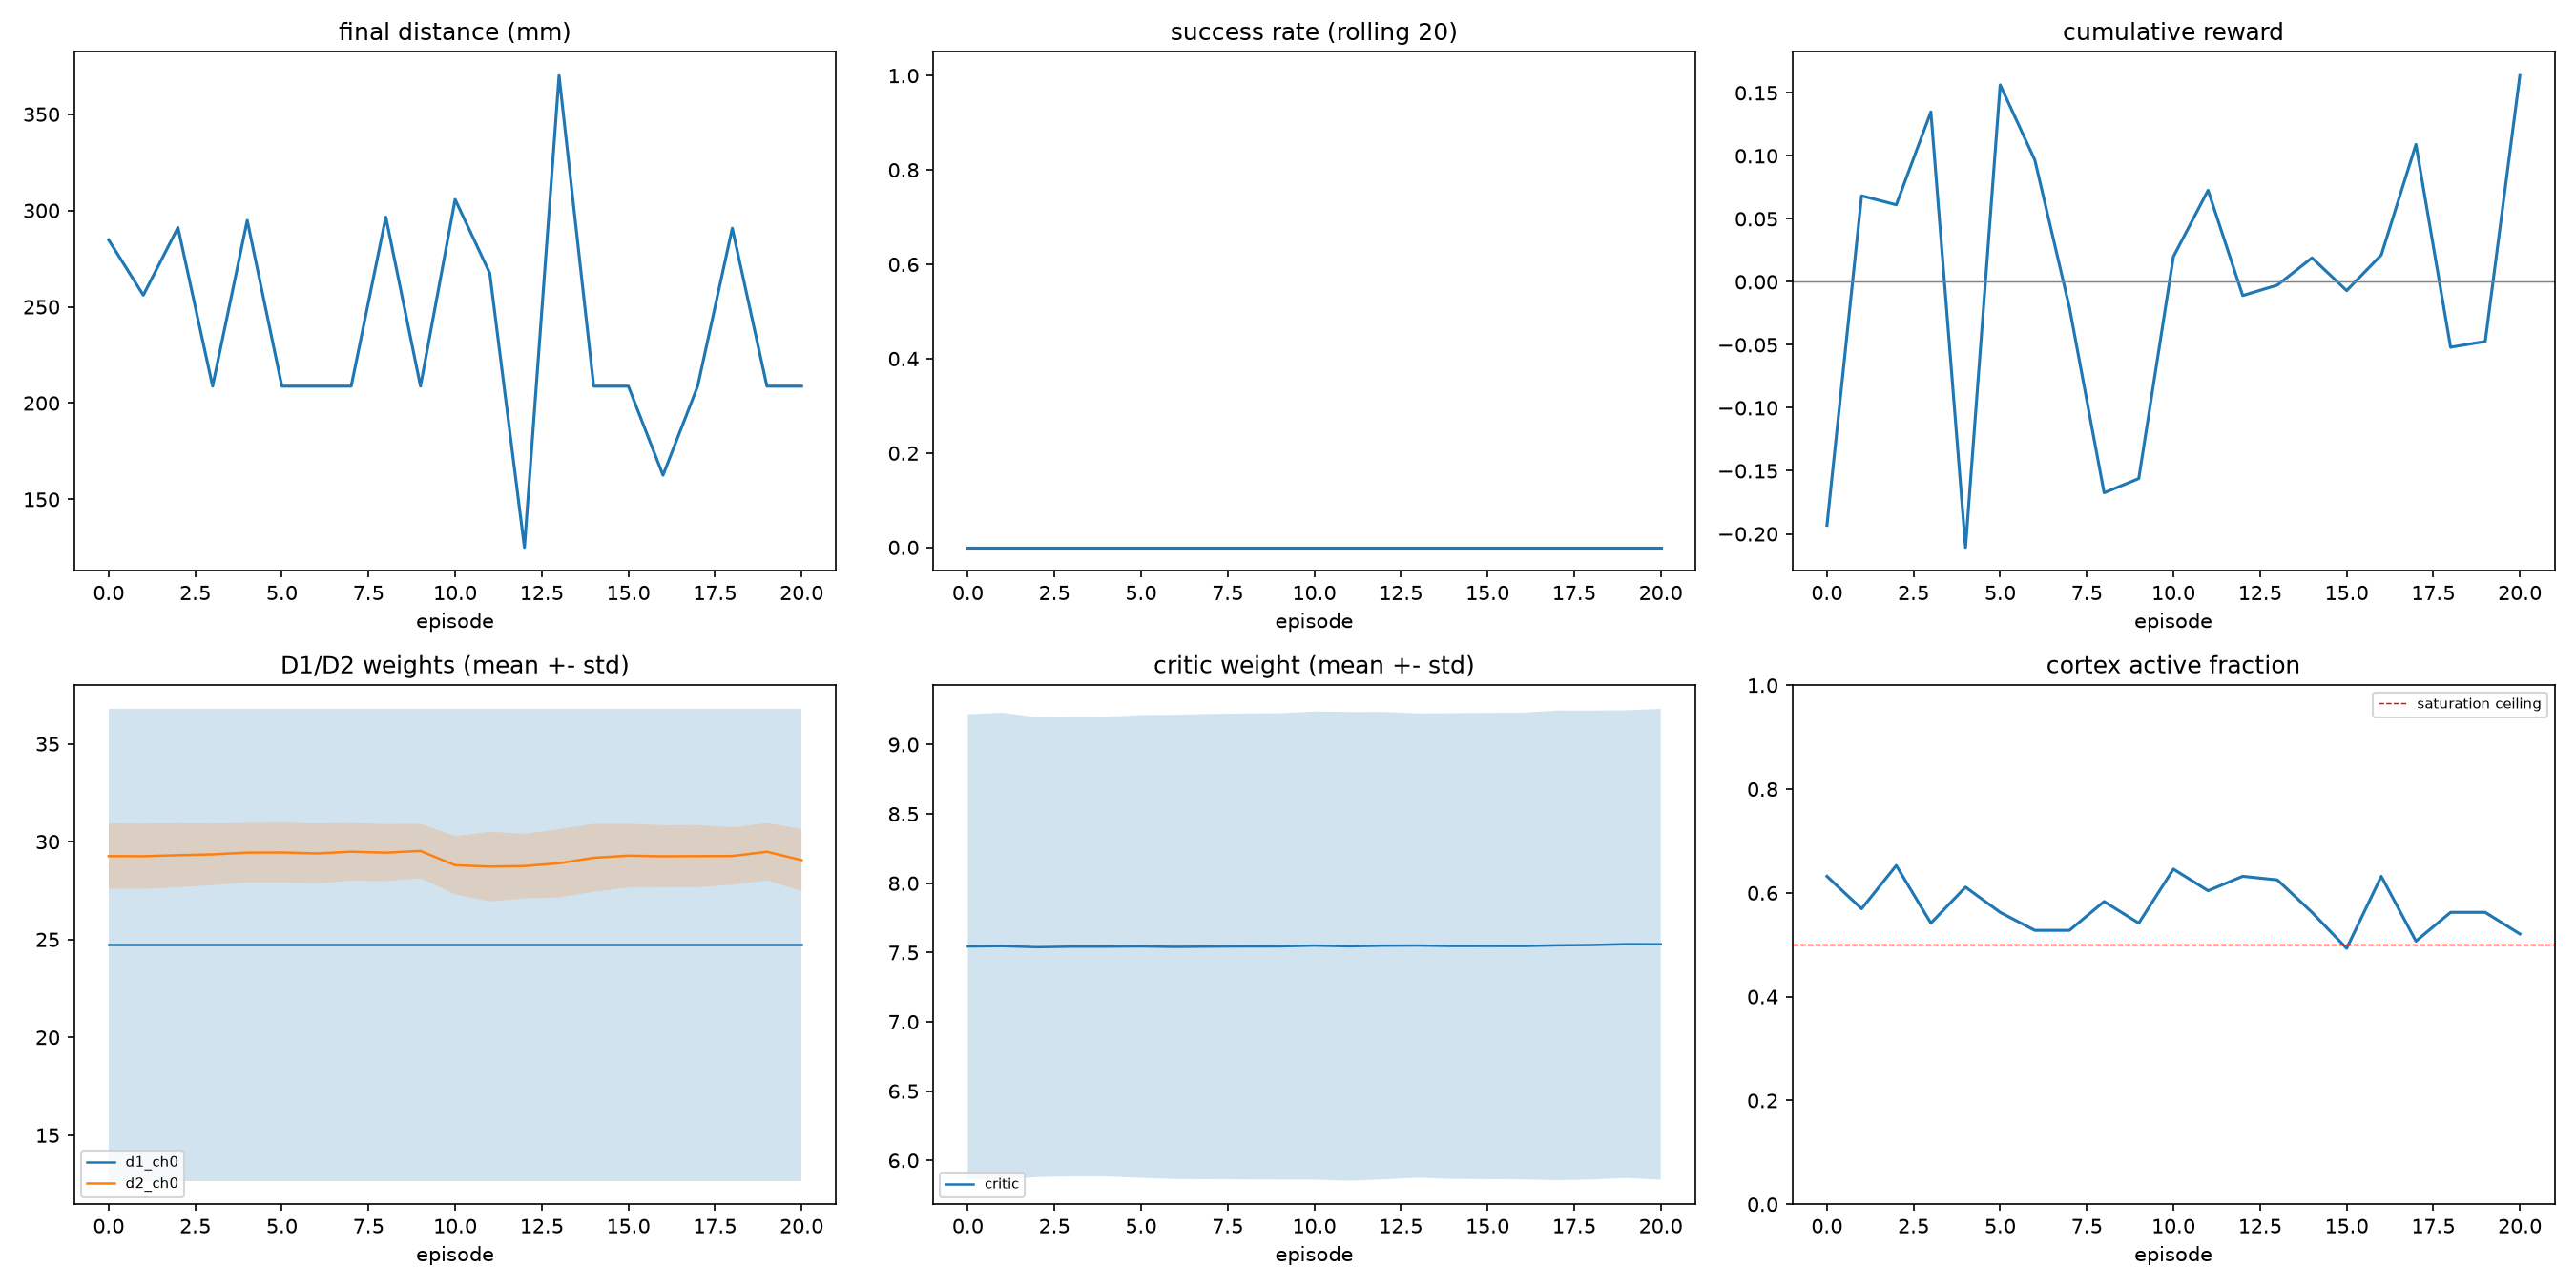 final distance (mm)
350
300
250
200
150
0.0 2.5 5.0 7.5 10.0 12.5 15.0 17.5 20.0
episode
success rate (rolling 20)
1.0
0.8
0.6
0.4
0.2
0.0
0.0 2.5 5.0 7.5 10.0 12.5 15.0 17.5 20.0
episode
cumulative reward
0.15
0.10
0.05
0.00
−0.05
−0.10
−0.15
−0.20
0.0 2.5 5.0 7.5 10.0 12.5 15.0 17.5 20.0
episode
D1/D2 weights (mean +- std)
35
30
25
20
15
d1_ch0
d2_ch0
0.0 2.5 5.0 7.5 10.0 12.5 15.0 17.5 20.0
episode
critic weight (mean +- std)
9.0
8.5
8.0
7.5
7.0
6.5
6.0
critic
0.0 2.5 5.0 7.5 10.0 12.5 15.0 17.5 20.0
episode
cortex active fraction
1.0
saturation ceiling
0.8
0.6
0.4
0.2
0.0
0.0 2.5 5.0 7.5 10.0 12.5 15.0 17.5 20.0
episode